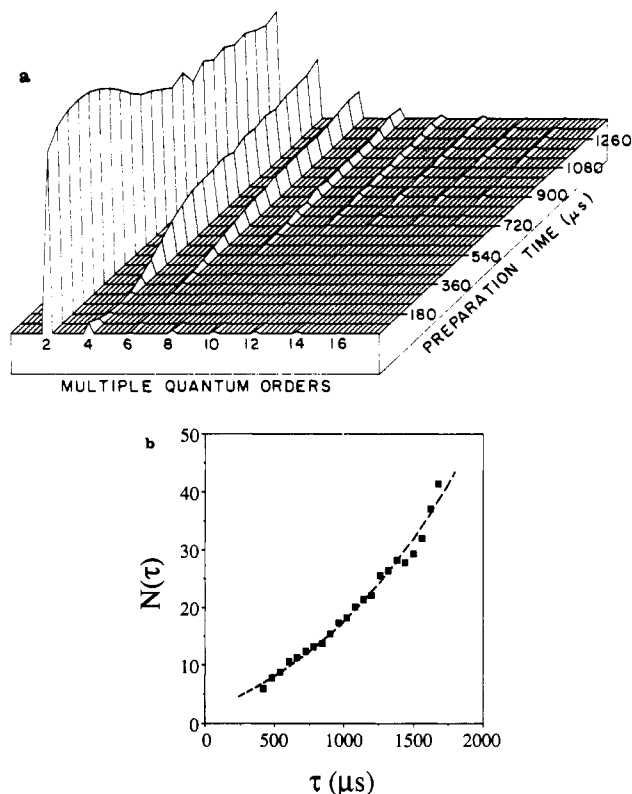 a
1260
1080
900
720
540
360
180
PREPARATION TIME (μs)
2 4 6 8 10 12 14 16
MULTIPLE QUANTUM ORDERS
b
50
40
30
20
10
0
N(τ)
0 500 1000 1500 2000
τ (μs)